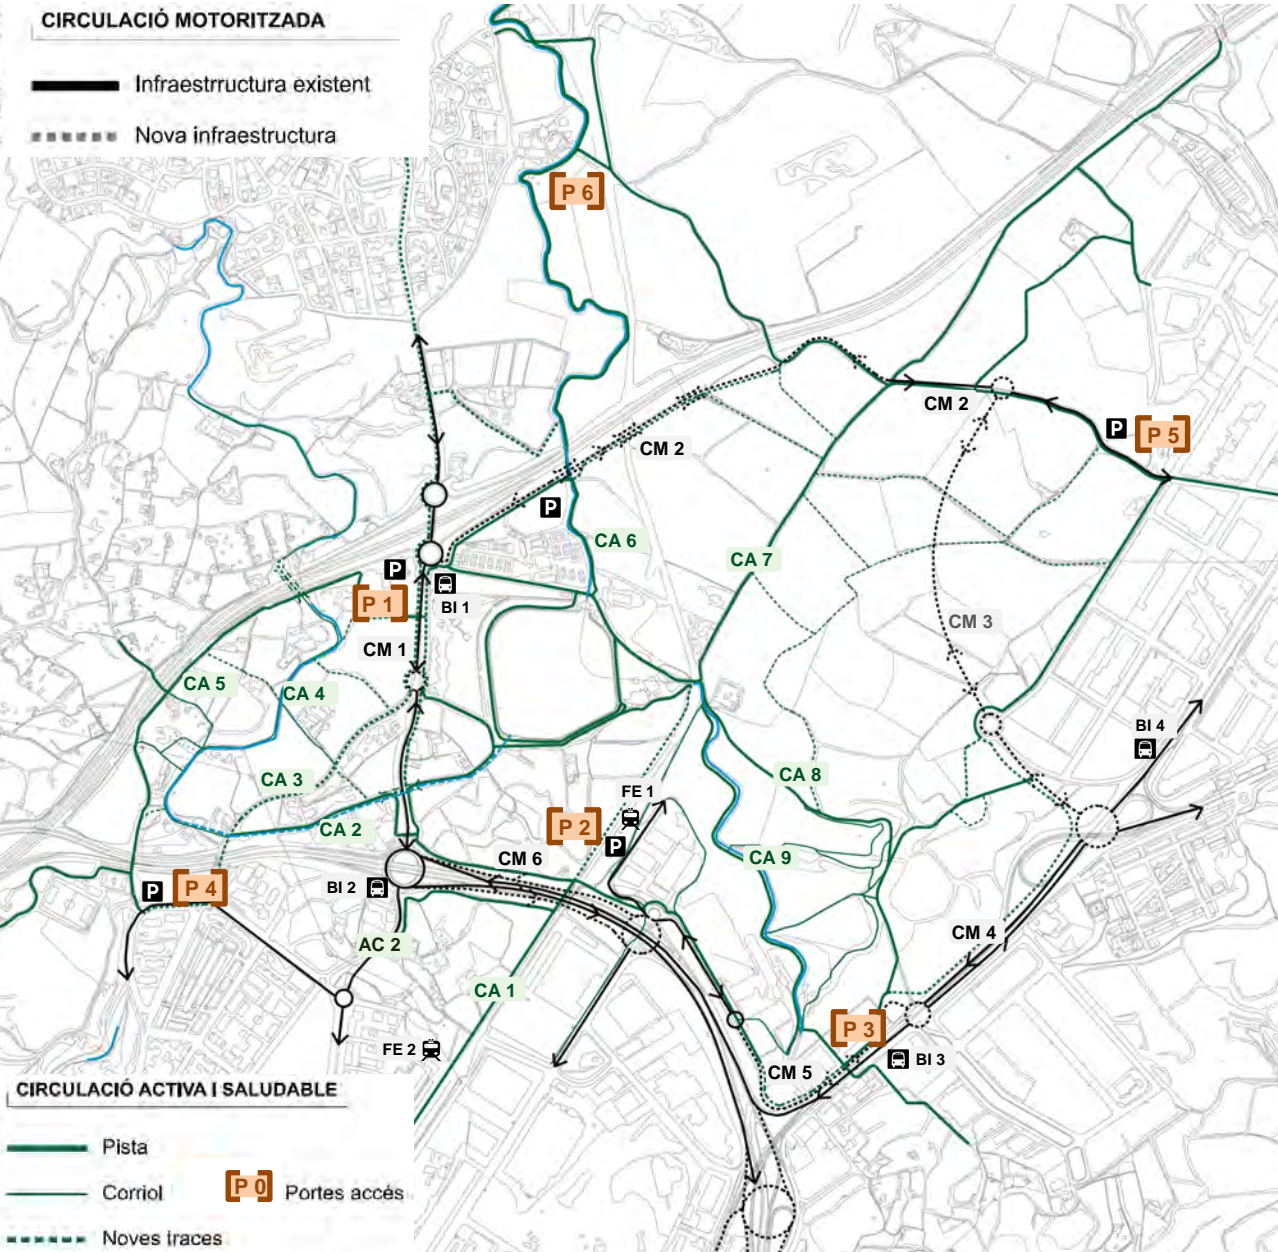 CIRCULACIÓ MOTORITZADA
Infraestrructura existent
Nova infraestructura
P 6
CM 2
P
P 5
CM 2
P
CA 6
CA 7
P
P 1
BI 1
CM 3
CM 1
CA 5
CA 4
BI 4
CA 3
CA 8
FE 1
CA 2
P 2
P
CM 6
CA 9
P
P 4
BI 2
AC 2
CM 4
CA 1
P 3
FE 2
BI 3
CM 5
CIRCULACIÓ ACTIVA I SALUDABLE
Pista
Corriol
P 0
Portes accés
Noves traces